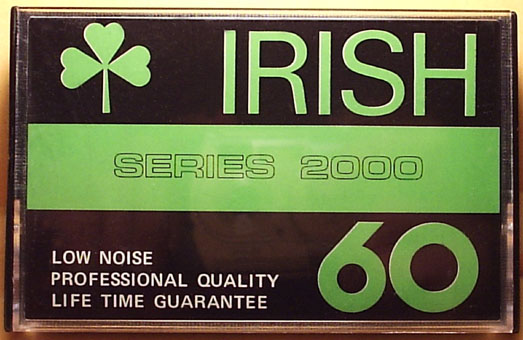 IRISH
SERIES 2000
LOW NOISE
PROFESSIONAL QUALITY
LIFE TIME GUARANTEE
60